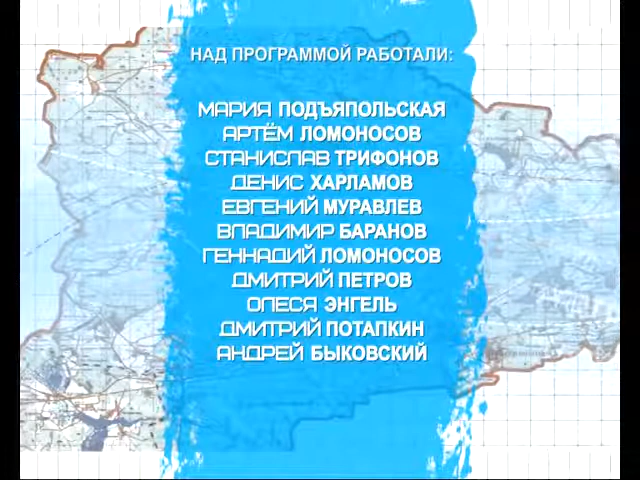 НАД ПРОГРАММОЙ РАБОТАЛИ:
МАРИЯ ПОДЪЯПОЛЬСКАЯ
АРТЁМ ЛОМОНОСОВ
СТАНИСЛАВ ТРИФОНОВ
ДЕНИС ХАРЛАМОВ
ЕВГЕНИЙ МУРАВЛЕВ
ВЛАДИМИР БАРАНОВ
ГЕННАДИЙ ЛОМОНОСОВ
ДМИТРИЙ ПЕТРОВ
ОЛЕСЯ ЭНГЕЛЬ
ДМИТРИЙ ПОТАПКИН
АНДРЕЙ БЫКОВСКИЙ